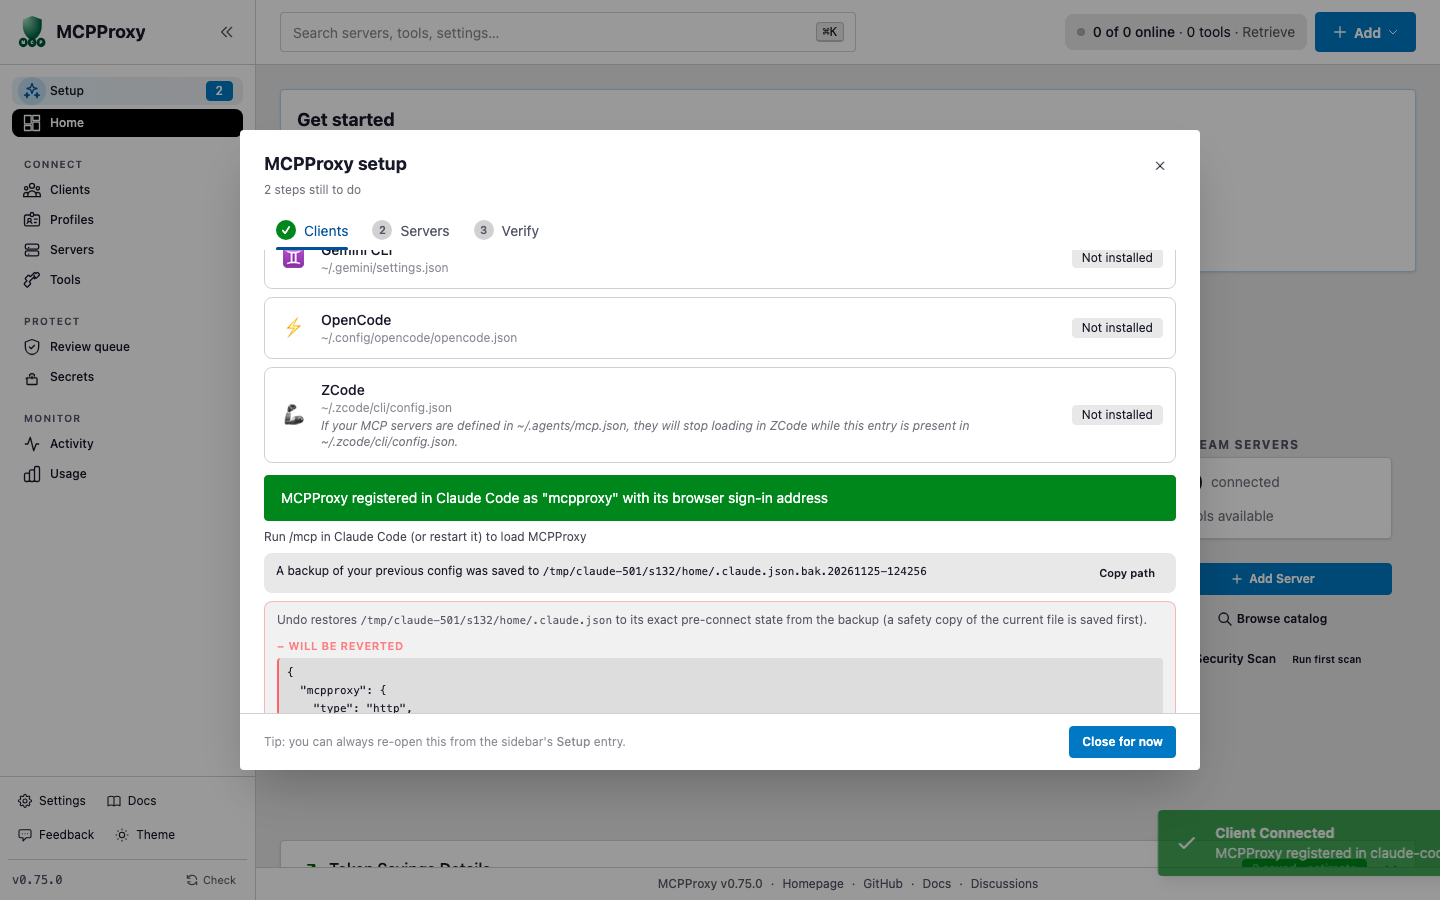 MCPProxy
Search servers, tools, settings...
⌘K
0 of 0 online · 0 tools · Retrieve
Add
Setup
2
Home
CONNECT
Clients
Profiles
Servers
Tools
PROTECT
Review queue
Secrets
MONITOR
Activity
Usage
Settings
Docs
Feedback
Theme
v0.75.0
Check
Get started
MCPProxy setup
2 steps still to do
Clients
2 Servers
3 Verify
Gemini CLI
~/.gemini/settings.json
Not installed
OpenCode
~/.config/opencode/opencode.json
Not installed
ZCode
~/.zcode/cli/config.json
If your MCP servers are defined in ~/.agents/mcp.json, they will stop loading in ZCode while this entry is present in
~/.zcode/cli/config.json.
Not installed
MCPProxy registered in Claude Code as "mcpproxy" with its browser sign-in address
Run /mcp in Claude Code (or restart it) to load MCPProxy
A backup of your previous config was saved to /tmp/claude-501/s132/home/.claude.json.bak.20261125-124256
Copy path
Undo restores /tmp/claude-501/s132/home/.claude.json to its exact pre-connect state from the backup (a safety copy of the current file is saved first).
– WILL BE REVERTED
{
"mcpproxy": {
"type": "http",
Tip: you can always re-open this from the sidebar's Setup entry.
Close for now
EAM SERVERS
connected
ls available
Add Server
Browse catalog
Security Scan
Run first scan
Client Connected
MCPProxy registered in claude-co
Token Savings Details
MCPProxy v0.75.0 · Homepage · GitHub · Docs · Discussions